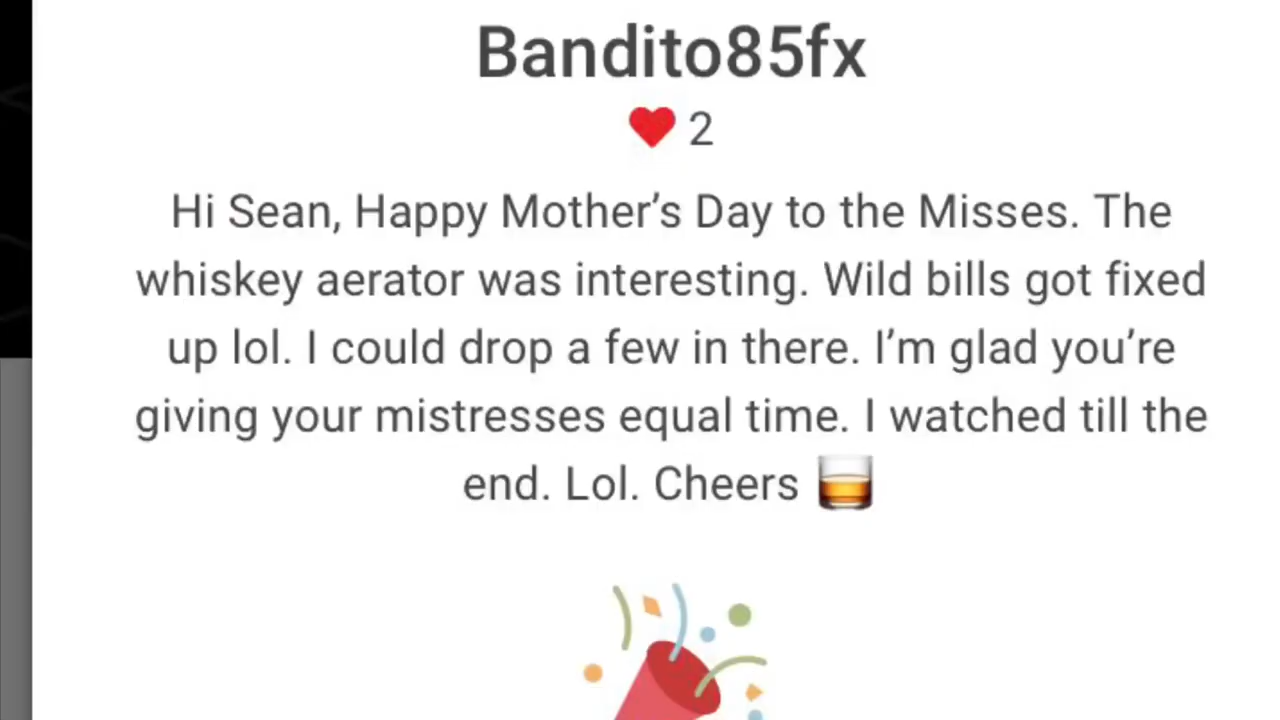 Bandito85fx
❤️ 2
Hi Sean, Happy Mother’s Day to the Misses. The
whiskey aerator was interesting. Wild bills got fixed
up lol. I could drop a few in there. I’m glad you’re
giving your mistresses equal time. I watched till the
end. Lol. Cheers 🥃